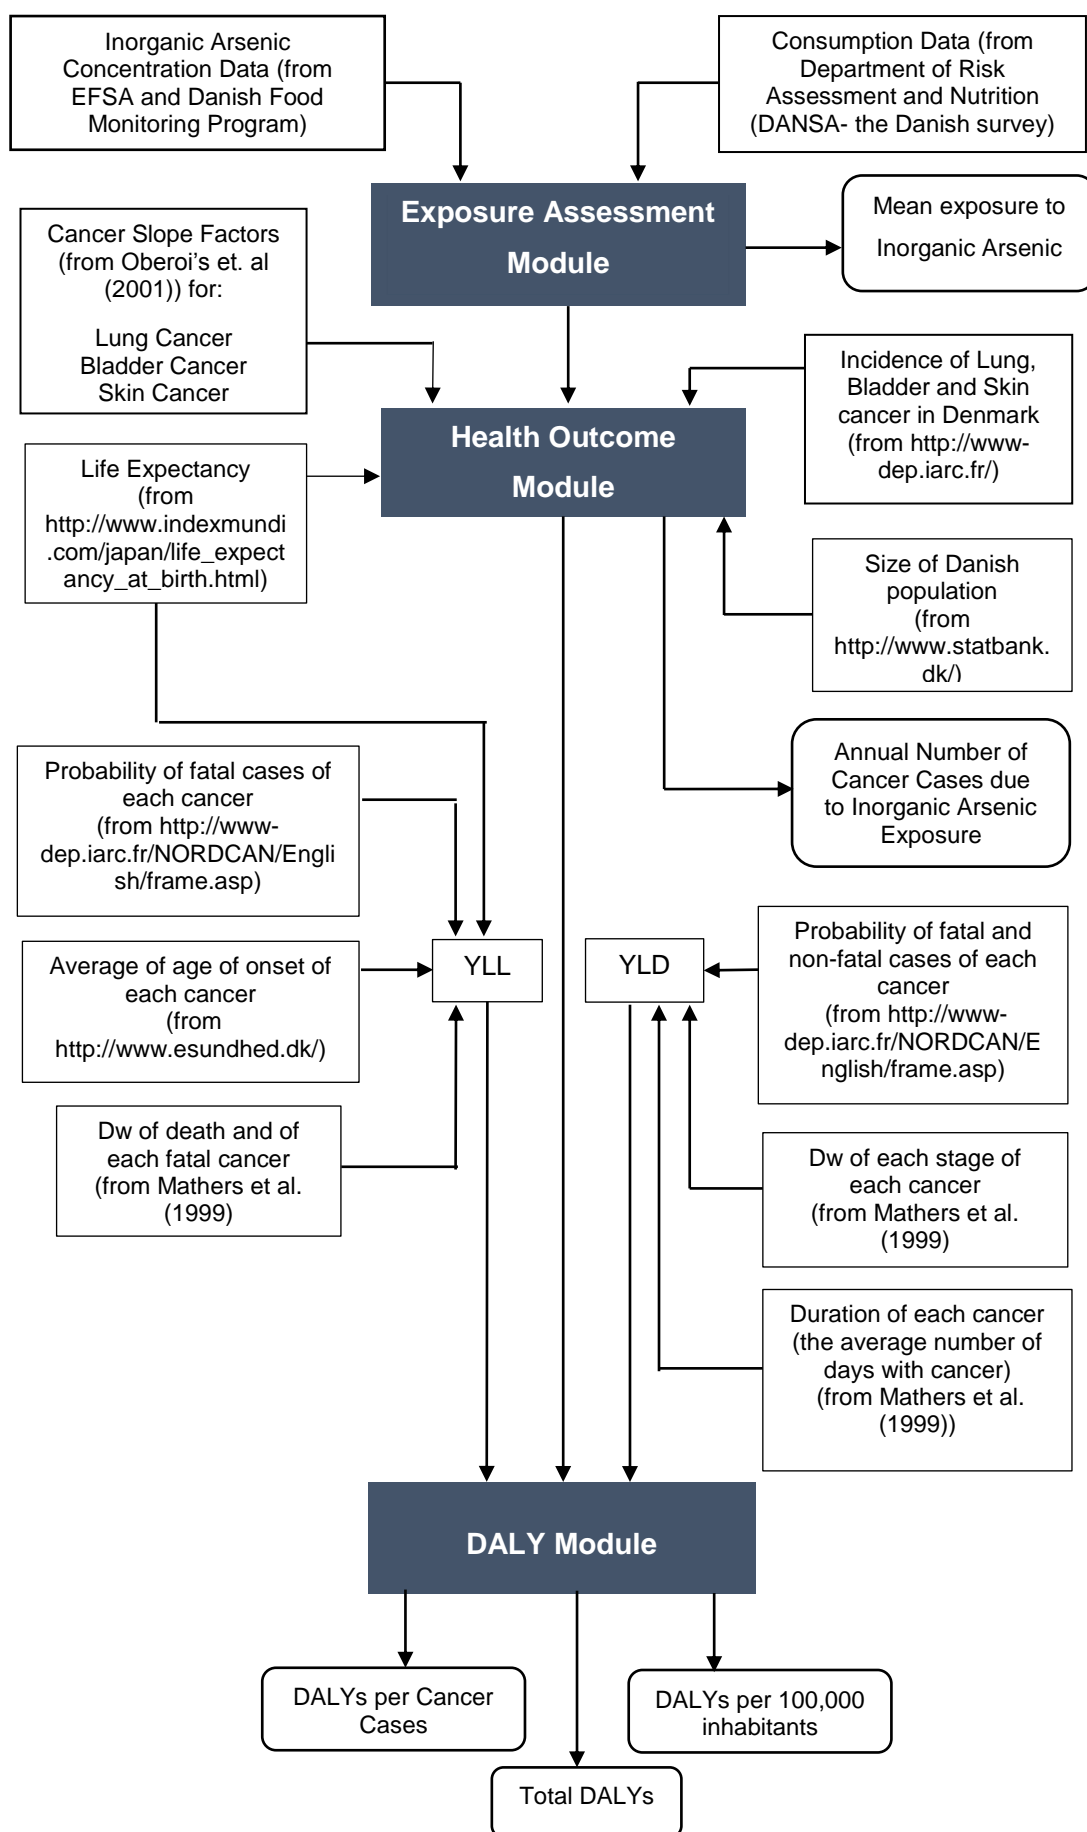 Inorganic Arsenic
Concentration Data (from
EFSA and Danish Food
Monitoring Program)
Consumption Data (from
Department of Risk
Assessment and Nutrition
(DANSA- the Danish survey)
Exposure Assessment
Module
Mean exposure to
Inorganic Arsenic
Cancer Slope Factors
(from Oberoi’s et. al
(2001)) for:
Lung Cancer
Bladder Cancer
Skin Cancer
Incidence of Lung,
Bladder and Skin
cancer in Denmark
(from http://www-
dep.iarc.fr/)
Health Outcome
Module
Life Expectancy
(from
http://www.indexmundi
.com/japan/life_expect
ancy_at_birth.html)
Size of Danish
population
(from
http://www.statbank.
dk/)
Annual Number of
Cancer Cases due
to Inorganic Arsenic
Exposure
Probability of fatal cases of
each cancer
(from http://www-
dep.iarc.fr/NORDCAN/Engli
sh/frame.asp)
Average of age of onset of
each cancer
(from
http://www.esundhed.dk/)
YLL
YLD
Probability of fatal and
non-fatal cases of each
cancer
(from http://www-
dep.iarc.fr/NORDCAN/E
nglish/frame.asp)
Dw of death and of
each fatal cancer
(from Mathers et al.
(1999)
Dw of each stage of
each cancer
(from Mathers et al.
(1999)
Duration of each cancer
(the average number of
days with cancer)
(from Mathers et al.
(1999))
DALY Module
DALYs per Cancer
Cases
DALYs per 100,000
inhabitants
Total DALYs